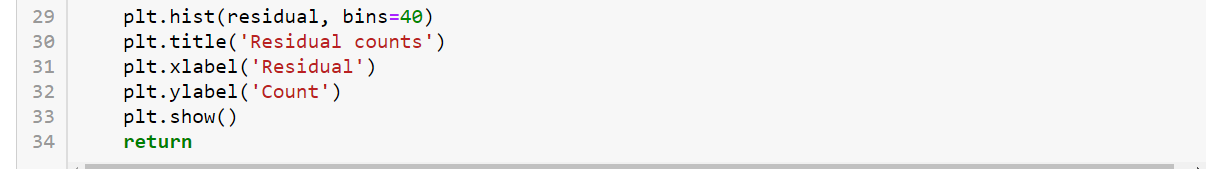 29 plt.hist(residual, bins=40)
30 plt.title('Residual counts')
31 plt.xlabel('Residual')
32 plt.ylabel('Count')
33 plt.show()
34 return